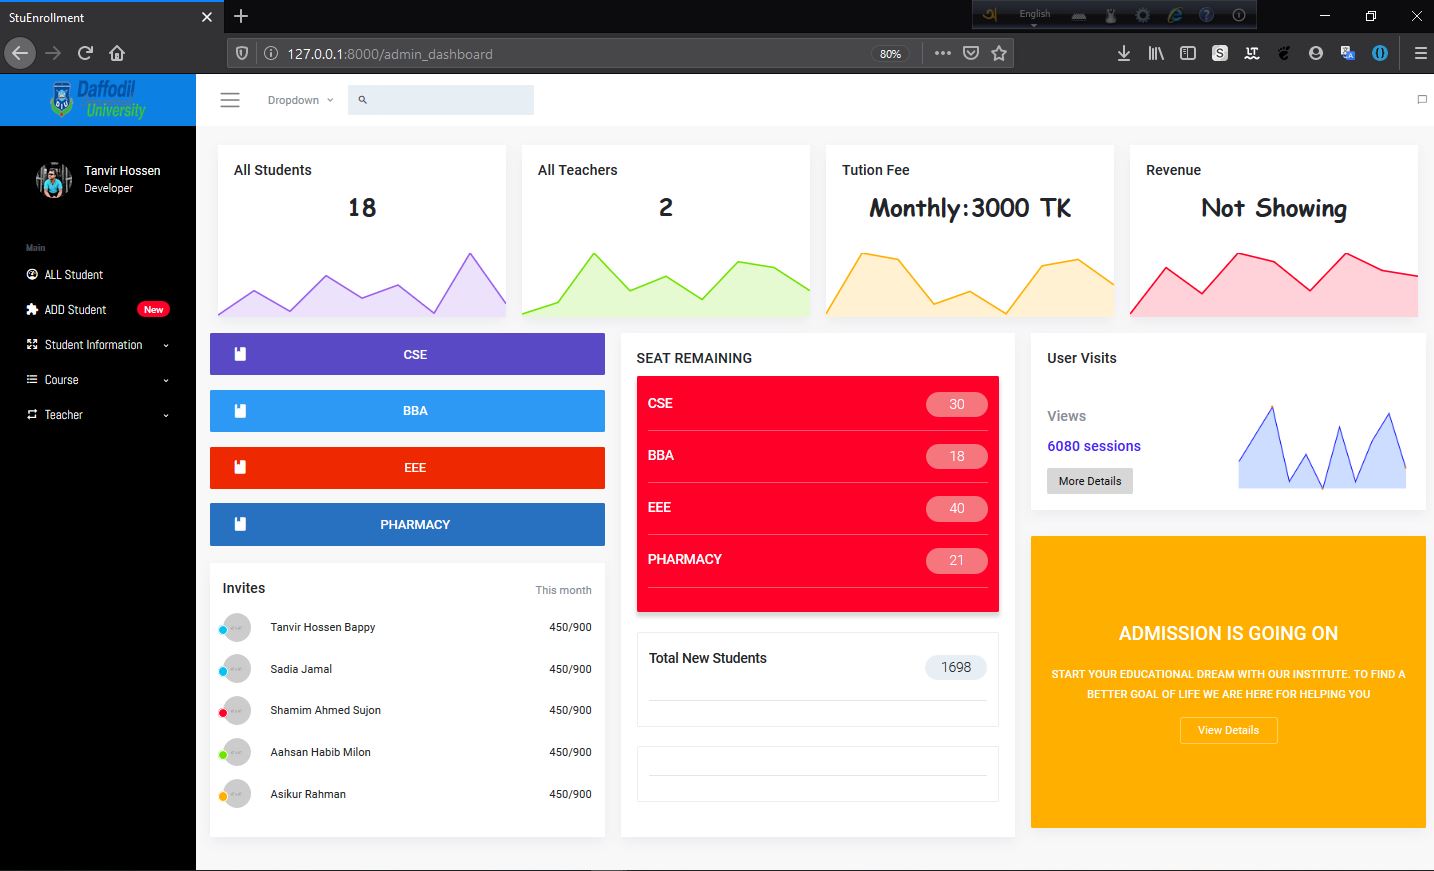 StuEnrollment
English
127.0.0.1:8000/admin_dashboard
80%
Daffodil
University
Dropdown
Tanvir Hossen
Developer
Main
ALL Student
ADD Student
New
Student Information
Course
Teacher
All Students
18
All Teachers
2
Tution Fee
Monthly:3000 TK
Revenue
Not Showing
CSE
BBA
EEE
PHARMACY
Invites
This month
Tanvir Hossen Bappy
450/900
Sadia Jamal
450/900
Shamim Ahmed Sujon
450/900
Aahsan Habib Milon
450/900
Asikur Rahman
450/900
SEAT REMAINING
CSE
30
BBA
18
EEE
40
PHARMACY
21
Total New Students
1698
User Visits
Views
6080 sessions
More Details
ADMISSION IS GOING ON
START YOUR EDUCATIONAL DREAM WITH OUR INSTITUTE. TO FIND A
BETTER GOAL OF LIFE WE ARE HERE FOR HELPING YOU
View Details